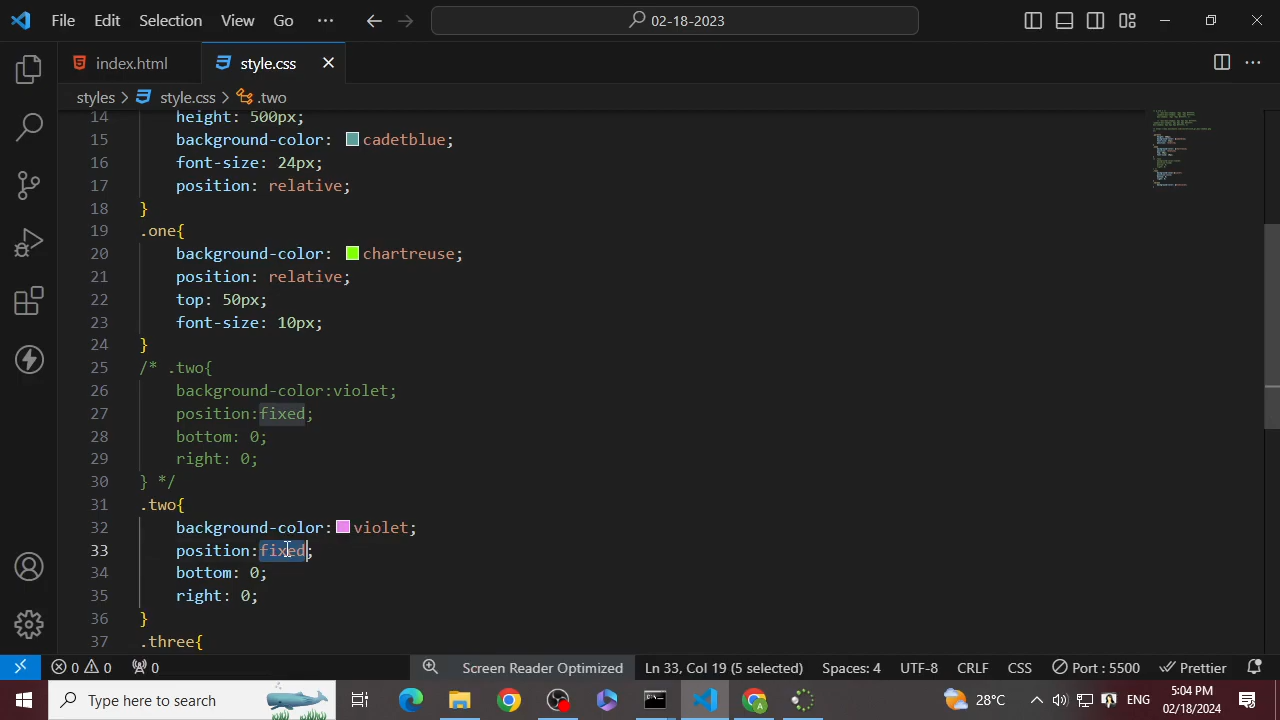 File Edit Selection View Go ... 02-18-2023
index.html style.css
styles > style.css > .two
14 height: 500px;
15 background-color: cadetblue;
16 font-size: 24px;
17 position: relative;
18 }
19 .one{
20 background-color: chartreuse;
21 position: relative;
22 top: 50px;
23 font-size: 10px;
24 }
25 /* .two{
26 background-color:violet;
27 position:fixed;
28 bottom: 0;
29 right: 0;
30 } */
31 .two{
32 background-color:violet;
33 position:fixed;
34 bottom: 0;
35 right: 0;
36 }
37 .three{
0 0 0 Screen Reader Optimized Ln 33, Col 19 (5 selected) Spaces: 4 UTF-8 CRLF CSS Port : 5500 Prettier
Type here to search 28°C ENG 5:04 PM
02/18/2024